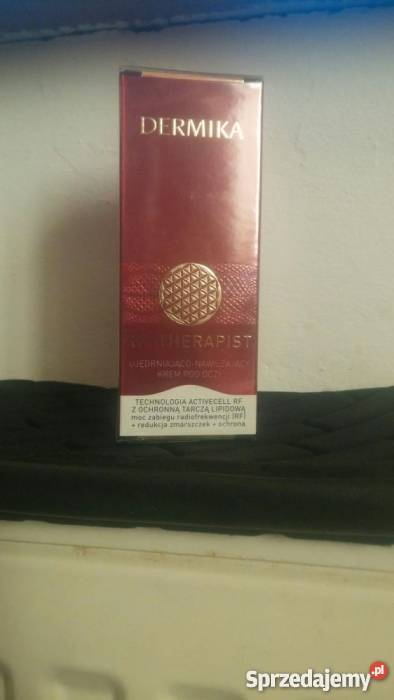 DERMIKA
THERAPIST
UJĘDRNIAJĄCO-NAWILŻAJĄCY
KREM POD OCZY
TECHNOLOGIA ACTIVECELL RF
Z OCHRONNĄ TARCZĄ LIPIDOWĄ
moc zabiegu radiofrekwencji (RF)
+ redukcja zmarszczek + ochrona
Sprzedajemy.pl